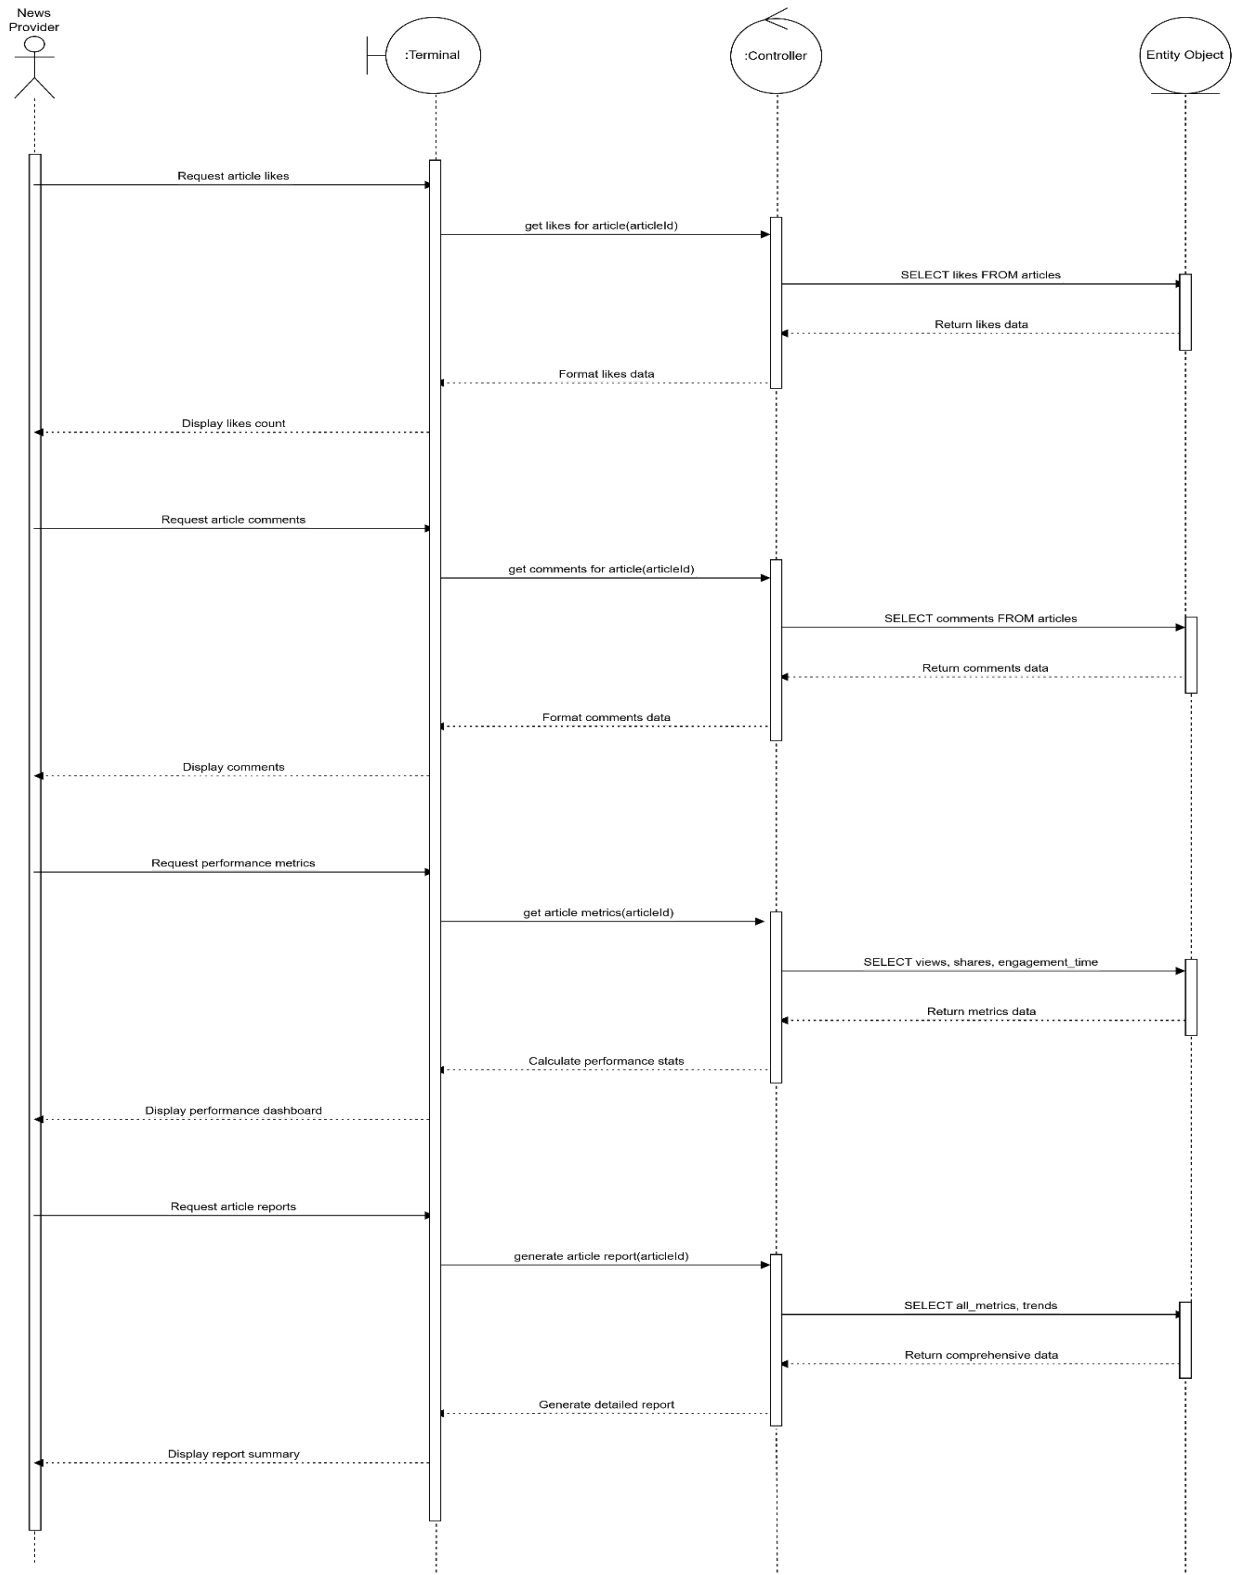 News
Provider
:Terminal
:Controller
Entity Object
Request article likes
get likes for article(articleId)
SELECT likes FROM articles
Return likes data
Format likes data
Display likes count
Request article comments
get comments for article(articleId)
SELECT comments FROM articles
Return comments data
Format comments data
Display comments
Request performance metrics
get article metrics(articleId)
SELECT views, shares, engagement_time
Return metrics data
Calculate performance stats
Display performance dashboard
Request article reports
generate article report(articleId)
SELECT all_metrics, trends
Return comprehensive data
Generate detailed report
Display report summary